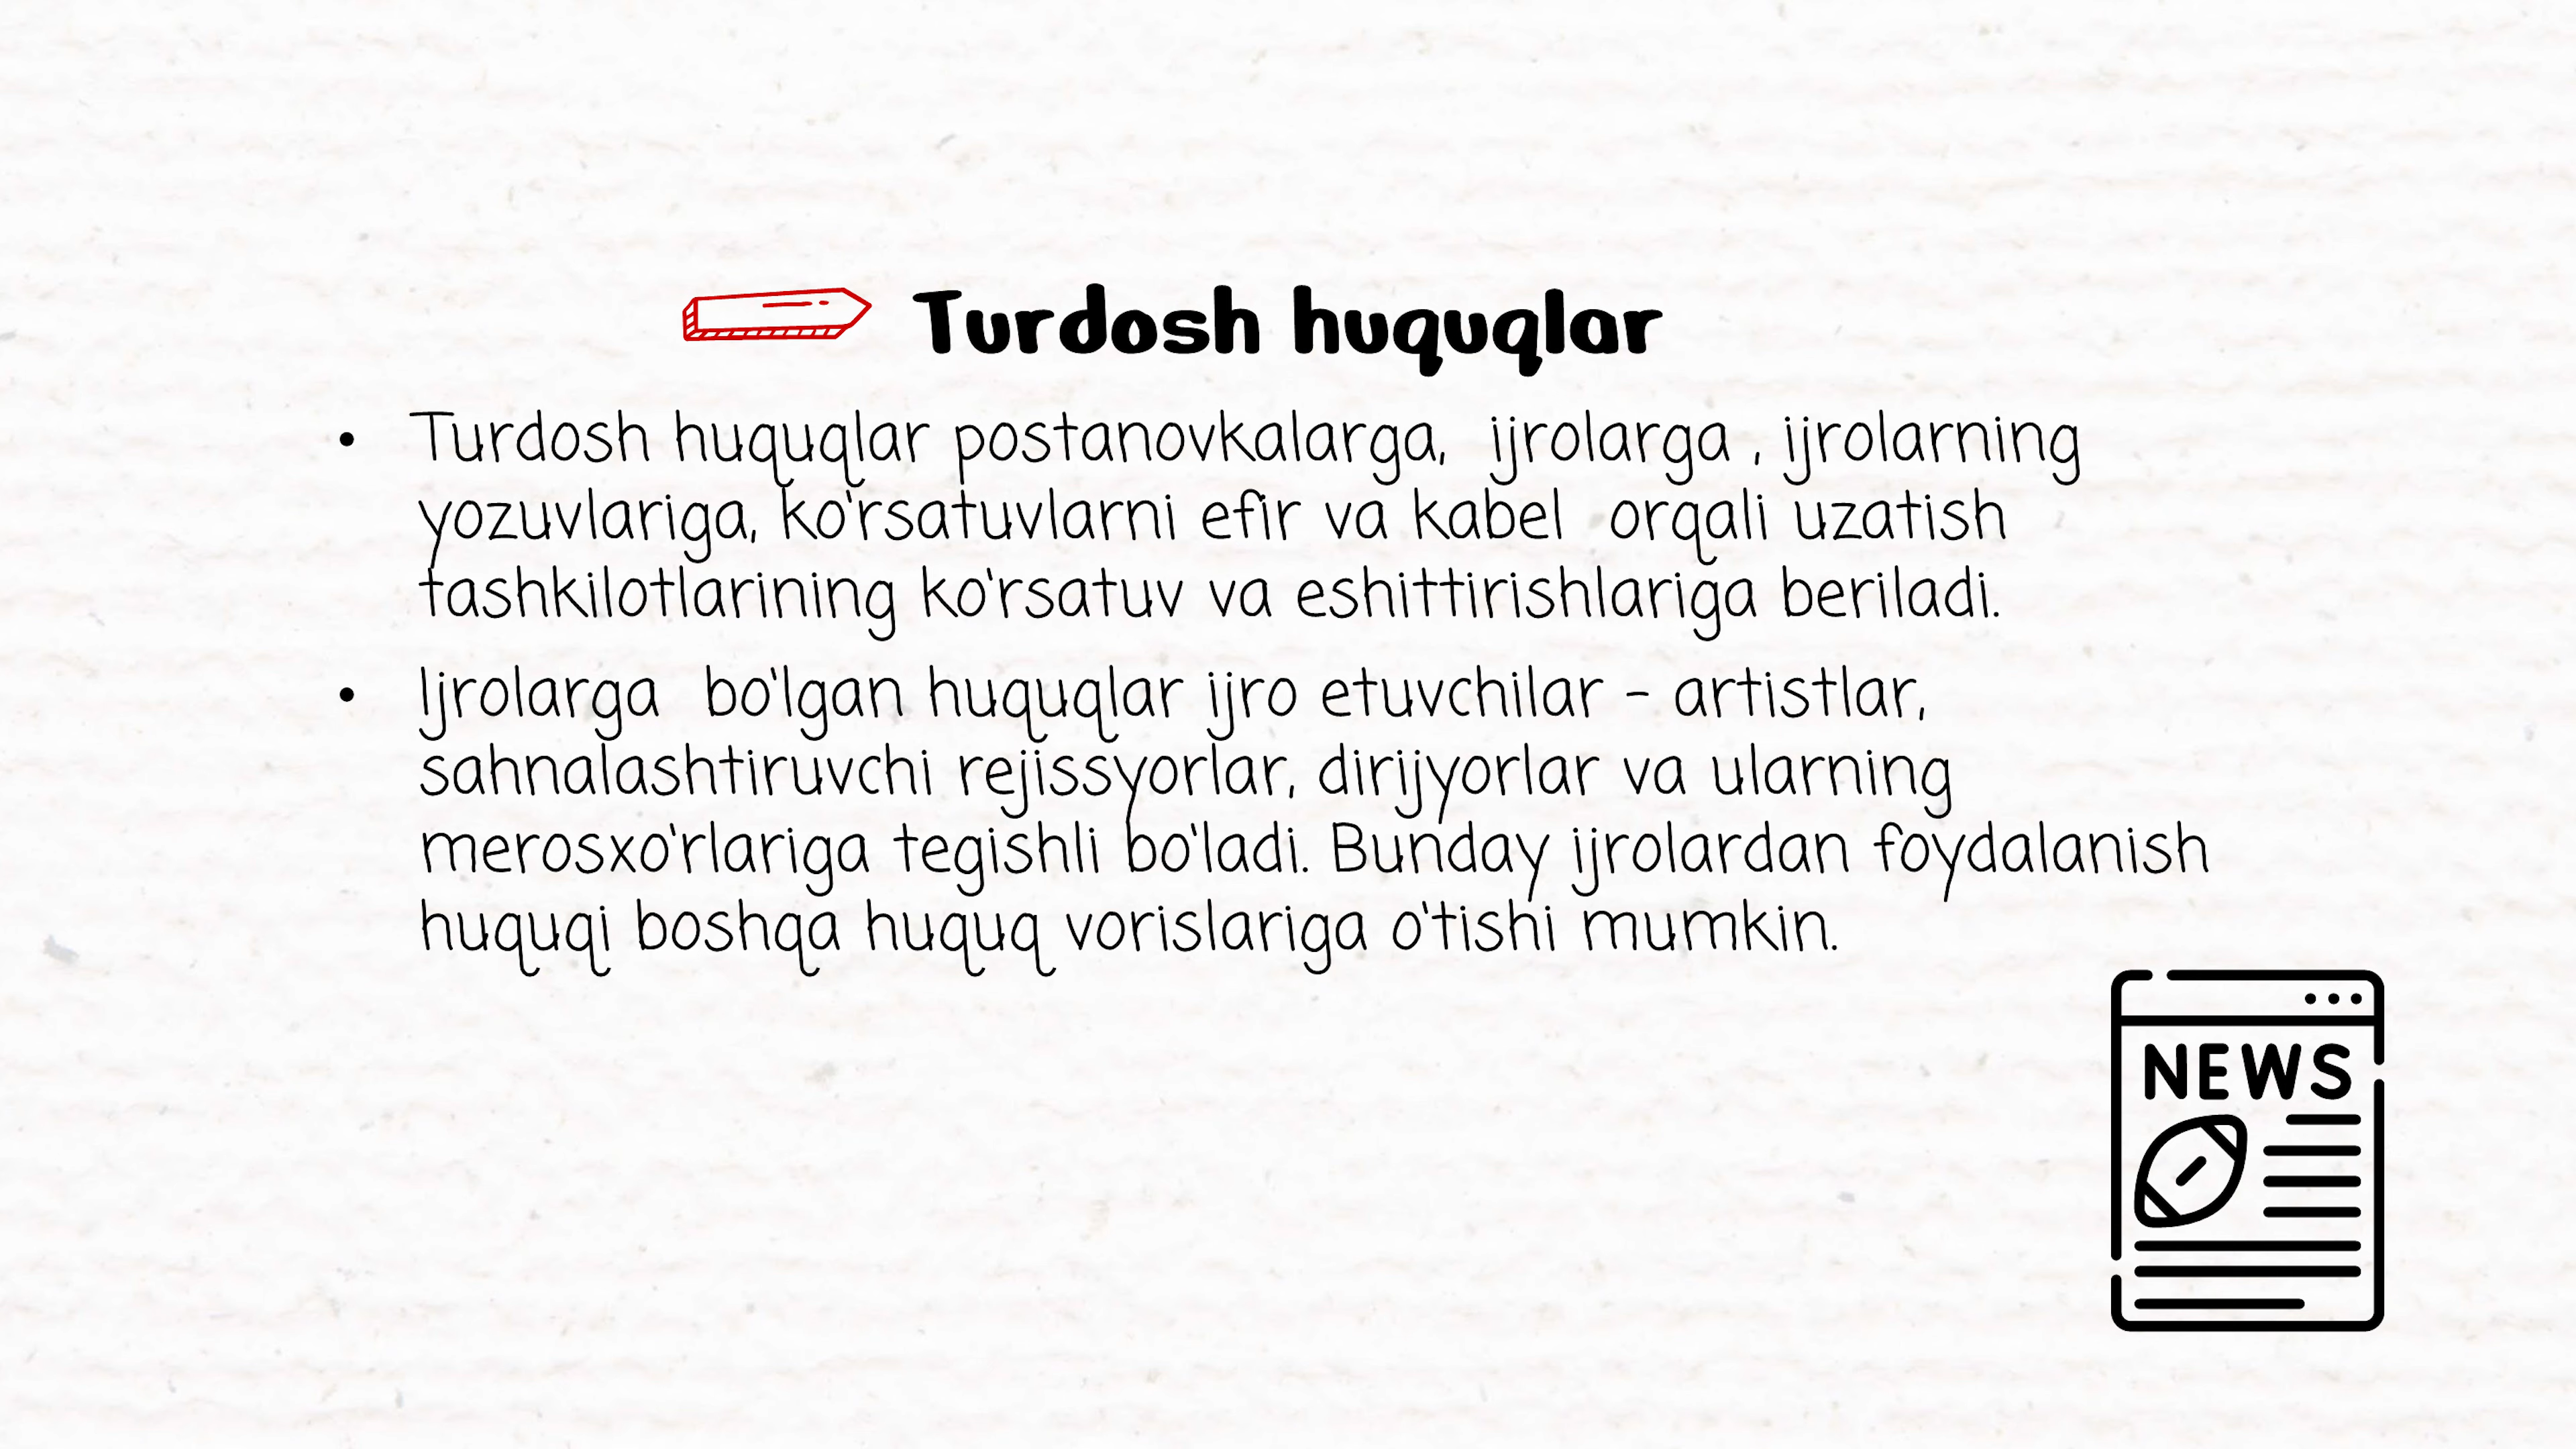 Turdosh huquqlar
• Turdosh huquqlar postanovkalarga,  ijrolarga , ijrolarning
yozuvlariga, ko'rsatuvlarni efir va kabel  orqali uzatish
tashkilotlarining ko'rsatuv va eshittirishlariga beriladi.
• Ijrolarga  bo'lgan huquqlar ijro etuvchilar - artistlar,
sahnalashtiruvchi rejissyorlar, dirijyorlar va ularning
merosxo'rlariga tegishli bo'ladi. Bunday ijrolardan foydalanish
huquqi boshqa huquq vorislariga o'tishi mumkin.
NEWS